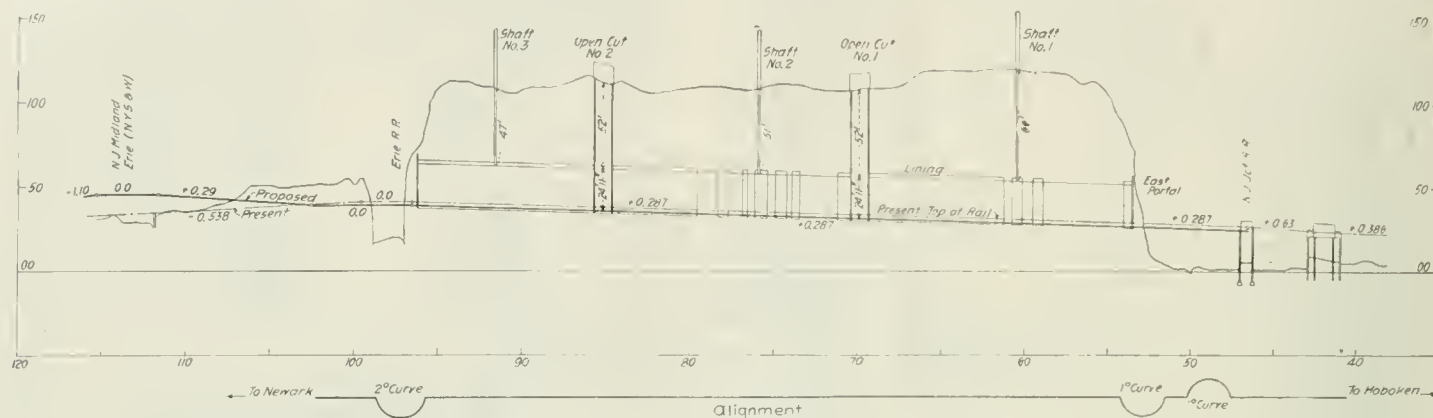 150
Shaft
No.3
Open Cut
No 2
Shaft
No.2
Open Cut
No.1
Shaft
No.1
150
100
100
N J Midland
Erie (NYS&W)
Erie R.R.
47'
52'
51'
52'
Lining
East
Portal
50
50
-1.10
0.0
+0.29
Proposed
0.0
-0.538
Present
0.0
+0.287
+0.287
Present Top of Rail
+0.287
+0.63
+0.386
00
00
120
110
100
90
80
70
60
50
40
To Newark
2°Curve
1°Curve
Curve
To Hoboken
Alignment